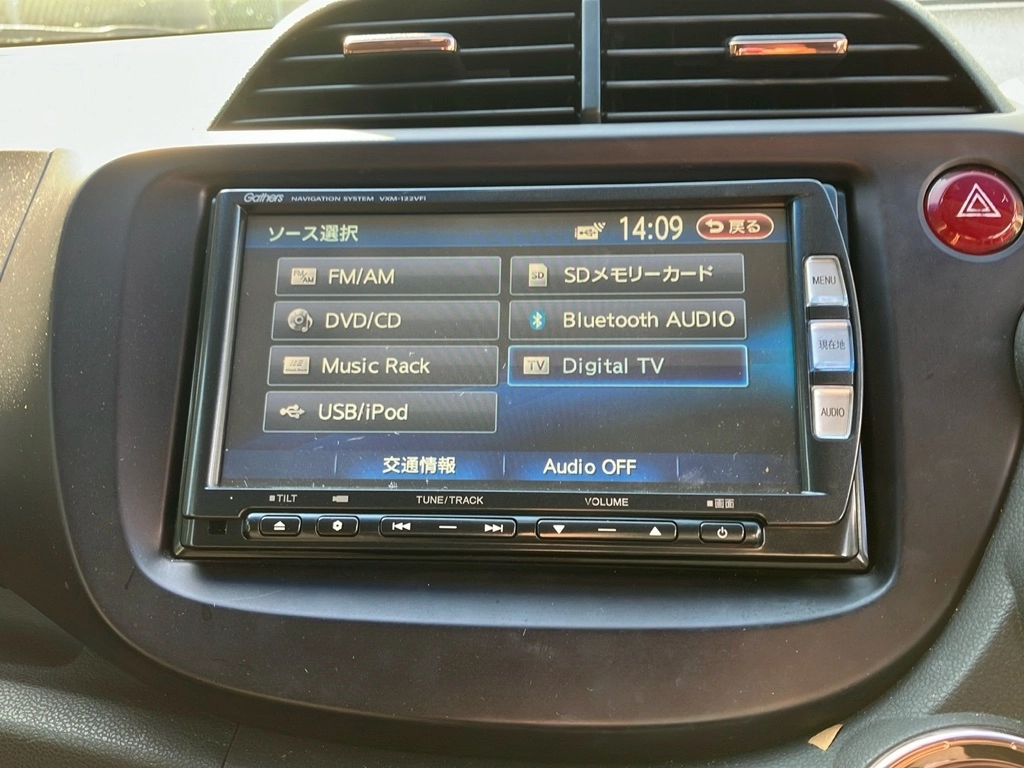 Gathers NAVIGATION SYSTEM VXM-122VFi
ソース選択 14:09 戻る
FM/AM SD SDメモリーカード
DVD/CD Bluetooth AUDIO
Music Rack TV Digital TV
USB/iPod
交通情報 Audio OFF
MENU
現在地
AUDIO
TILT TUNE/TRACK VOLUME 画面